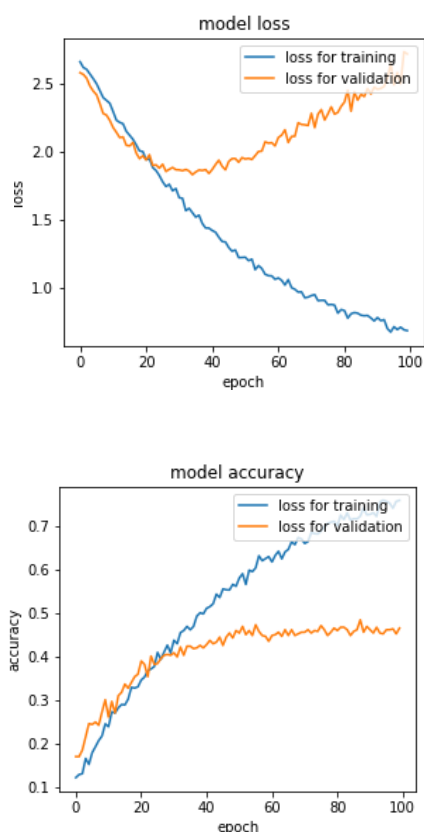 model loss
loss for training
loss for validation
2.5
2.0
1.5
1.0
loss
0 20 40 60 80 100
epoch
model accuracy
loss for training
loss for validation
0.7
0.6
0.5
0.4
0.3
0.2
0.1
accuracy
0 20 40 60 80 100
epoch